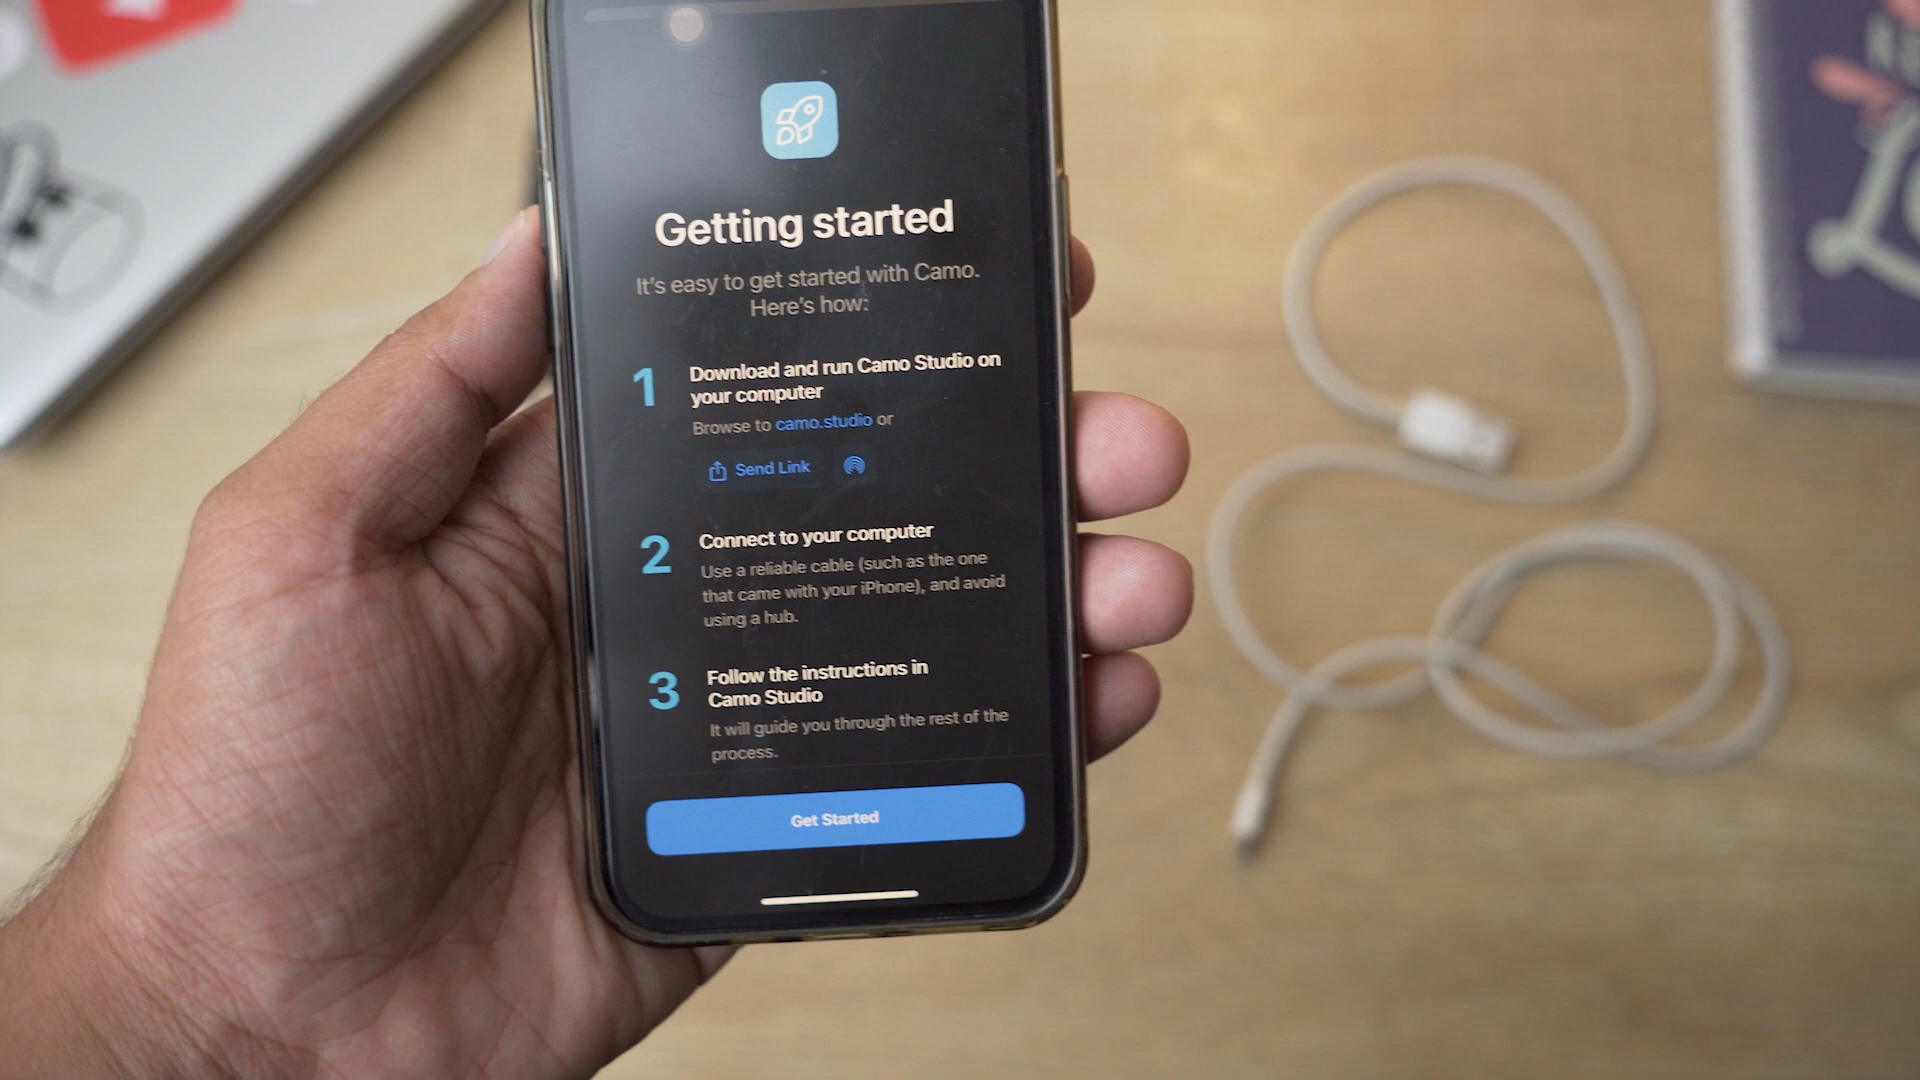 Getting started
It's easy to get started with Camo.
Here's how:
1
Download and run Camo Studio on
your computer
Browse to camo.studio or
Send Link
2
Connect to your computer
Use a reliable cable (such as the one
that came with your iPhone), and avoid
using a hub.
3
Follow the instructions in
Camo Studio
It will guide you through the rest of the
process.
Get Started